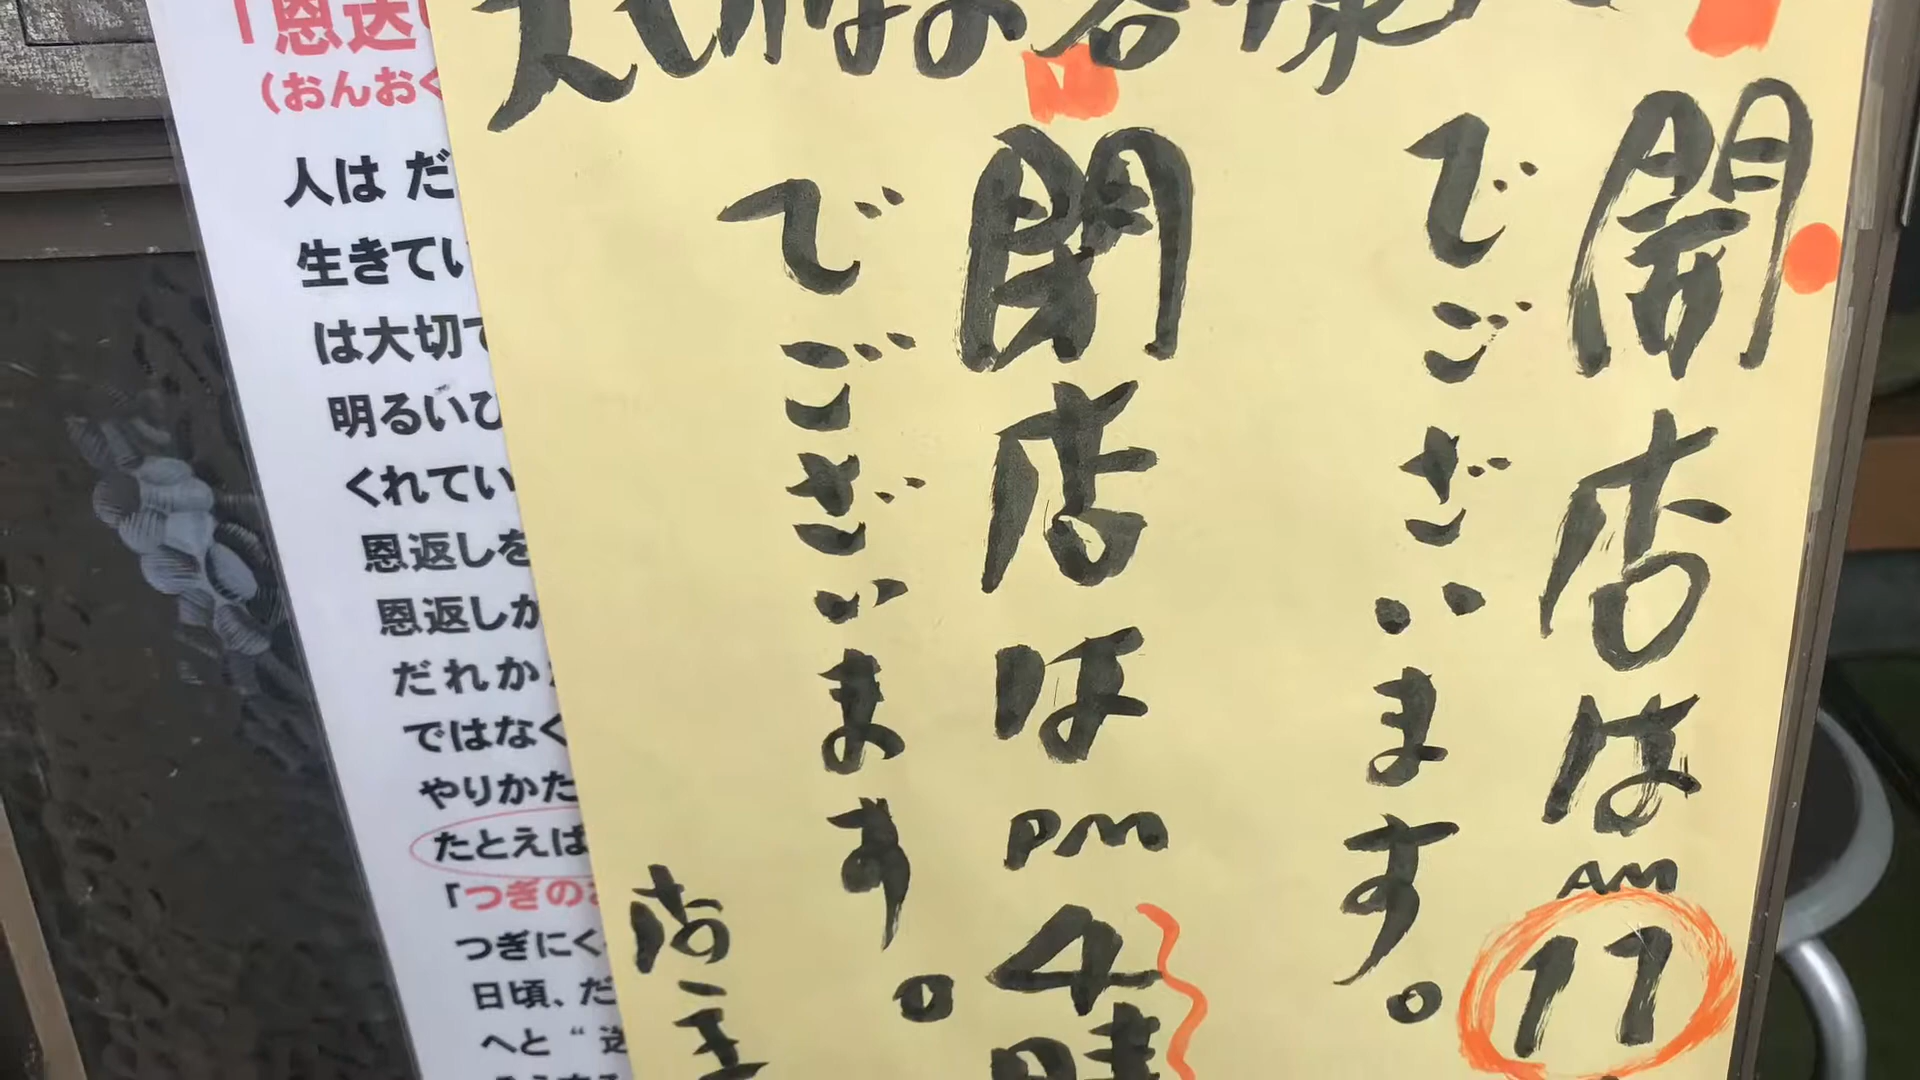 大切なお客様へ
開店はAM11
でございます。
閉店はPM4時
でございます。
店主
「恩送
（おんおく
人は だ
生きてい
は大切で
明るいひ
くれてい
恩返しを
恩返しが
だれか
ではなく
やりかた
たとえば
「つぎの
つぎにく
日頃、だ
へと“送